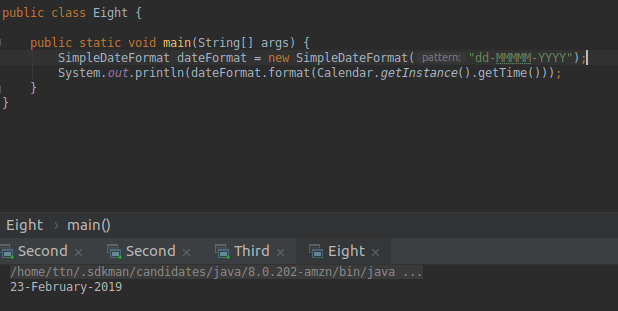 public class Eight {
public static void main(String[] args) {
SimpleDateFormat dateFormat = new SimpleDateFormat( pattern: "dd-MMMMM-YYYY");
System.out.println(dateFormat.format(Calendar.getInstance().getTime()));
}
}
Eight › main()
Second × Second × Third × Eight ×
/home/ttn/.sdkman/candidates/java/8.0.202-amzn/bin/java ...
23-February-2019